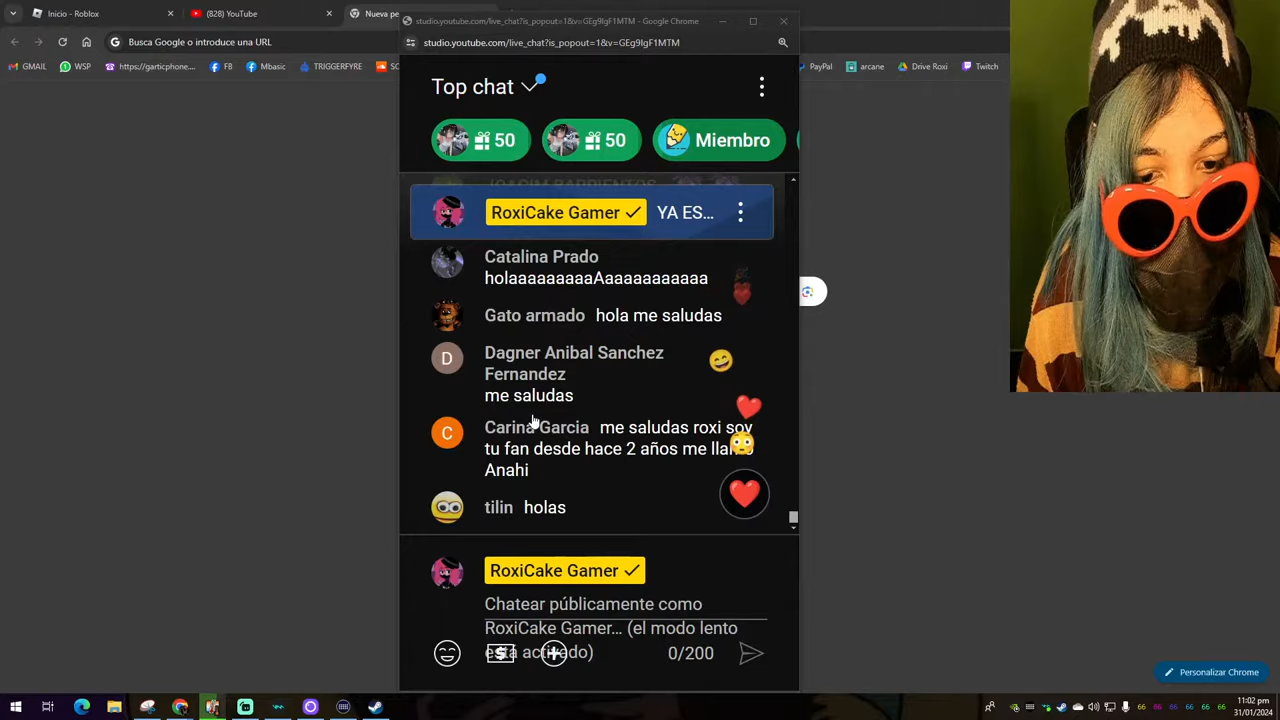 Inicio - Roblox
(828) YouTube
Nueva pe
studio.youtube.com/live_chat?is_popout=1&v=GEg9IgF1MTM - Google Chrome
Busca Google o introduce una URL
studio.youtube.com/live_chat?is_popout=1&v=GEg9IgF1MTM
GMAIL
WSP
https://garticphone....
FB
Mbasic
TRIGGERFYRE
PayPal
arcane
Drive Roxi
Twitch
Top chat
50
50
Miembro
JOACIM BARRIENTOS
RoxiCake Gamer YA ES...
Catalina Prado
holaaaaaaaaaAaaaaaaaaaaa
Gato armado hola me saludas
Dagner Anibal Sanchez
Fernandez
me saludas
Carina Garcia me saludas roxi soy
tu fan desde hace 2 años me
Anahi
tilin holas
RoxiCake Gamer
Chatear públicamente como
RoxiCake Gamer... (el modo lento
está activado)
0/200
Personalizar Chrome
11:02 pm
31/01/2024